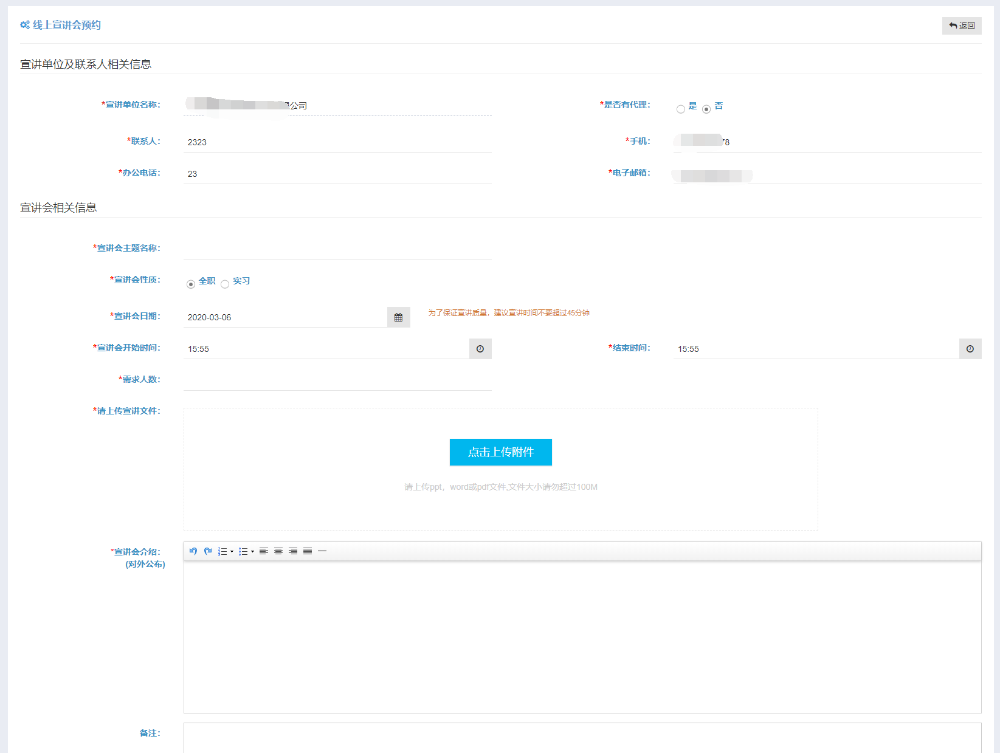 线上宣讲会预约
返回
宣讲单位及联系人相关信息
*宣讲单位名称: 公司
*是否有代理: 是 否
*联系人: 2323
*手机: 78
*办公电话: 23
*电子邮箱:
宣讲会相关信息
*宣讲会主题名称:
*宣讲会性质: 全职 实习
*宣讲会日期: 2020-03-06
为了保证宣讲质量，建议宣讲时间不要超过45分钟
*宣讲会开始时间: 15:55
*结束时间: 15:55
*需求人数:
*请上传宣讲文件:
点击上传附件
请上传ppt，word或pdf文件,文件大小请勿超过100M
*宣讲会介绍:
(对外公布)
备注: